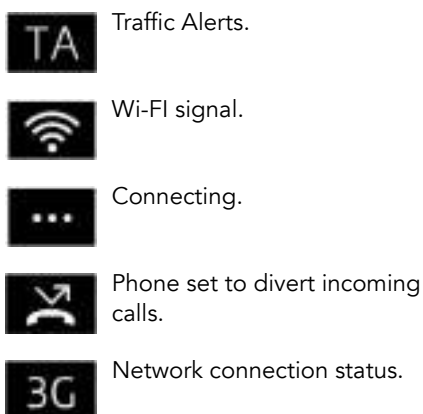 TA Traffic Alerts.
Wi-FI signal.
Connecting.
Phone set to divert incoming
calls.
3G Network connection status.